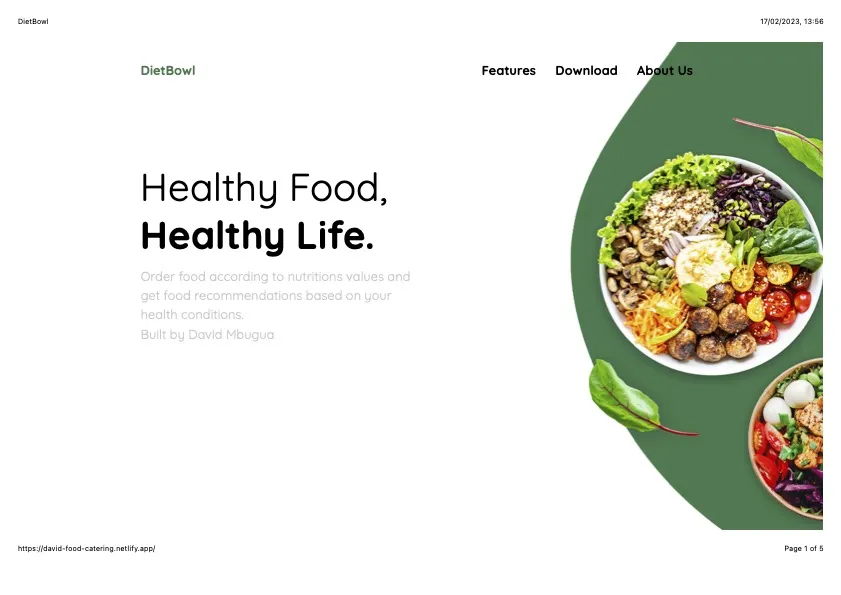 DietBowl
17/02/2023, 13:56
DietBowl
Features Download About Us
Healthy Food,
Healthy Life.
Order food according to nutritions values and
get food recommendations based on your
health conditions.
Built by David Mbugua
https://david-food-catering.netlify.app/
Page 1 of 5